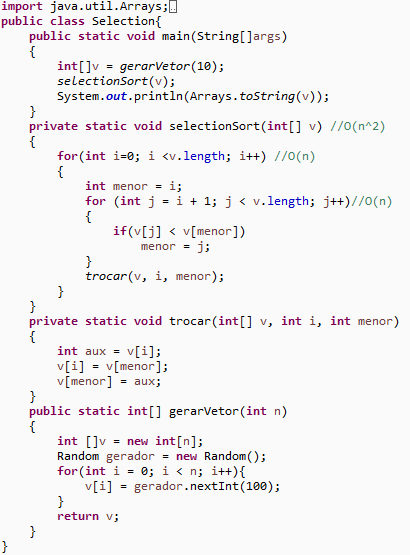 import java.util.Arrays;
public class Selection{
    public static void main(String[]args)
    {
        int[]v = gerarVetor(10);
        selectionSort(v);
        System.out.println(Arrays.toString(v));
    }
    private static void selectionSort(int[] v) //O(n^2)
    {
        for(int i=0; i <v.length; i++) //O(n)
        {
            int menor = i;
            for (int j = i + 1; j < v.length; j++)//O(n)
            {
                if(v[j] < v[menor])
                    menor = j;
            }
            trocar(v, i, menor);
        }
    }
    private static void trocar(int[] v, int i, int menor)
    {
        int aux = v[i];
        v[i] = v[menor];
        v[menor] = aux;
    }
    public static int[] gerarVetor(int n)
    {
        int []v = new int[n];
        Random gerador = new Random();
        for(int i = 0; i < n; i++){
            v[i] = gerador.nextInt(100);
        }
        return v;
    }
}